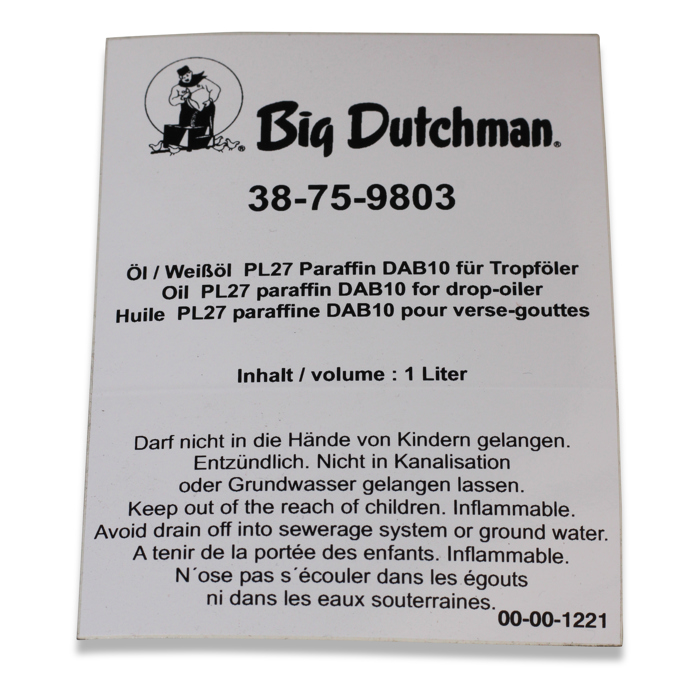 Big Dutchman®
38-75-9803
Öl / Weißöl PL27 Paraffin DAB10 für Tropföler
Oil PL27 paraffin DAB10 for drop-oiler
Huile PL27 paraffine DAB10 pour verse-gouttes
Inhalt / volume : 1 Liter
Darf nicht in die Hände von Kindern gelangen.
Entzündlich. Nicht in Kanalisation
oder Grundwasser gelangen lassen.
Keep out of the reach of children. Inflammable.
Avoid drain off into sewerage system or ground water.
A tenir de la portée des enfants. Inflammable.
N´ose pas s´écouler dans les égouts
ni dans les eaux souterraines.
00-00-1221